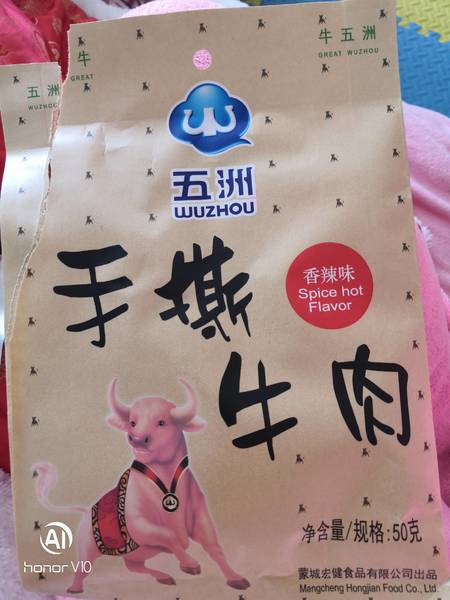 牛五洲
GREAT WUZHOU
牛
GREAT
五洲
WUZHOU
五洲
WUZHOU
手撕
牛肉
香辣味
Spice hot
Flavor
净含量/规格:50克
蒙城宏健食品有限公司出品
Mengcheng Hongjian Food Co., Ltd.
AI
honor V10